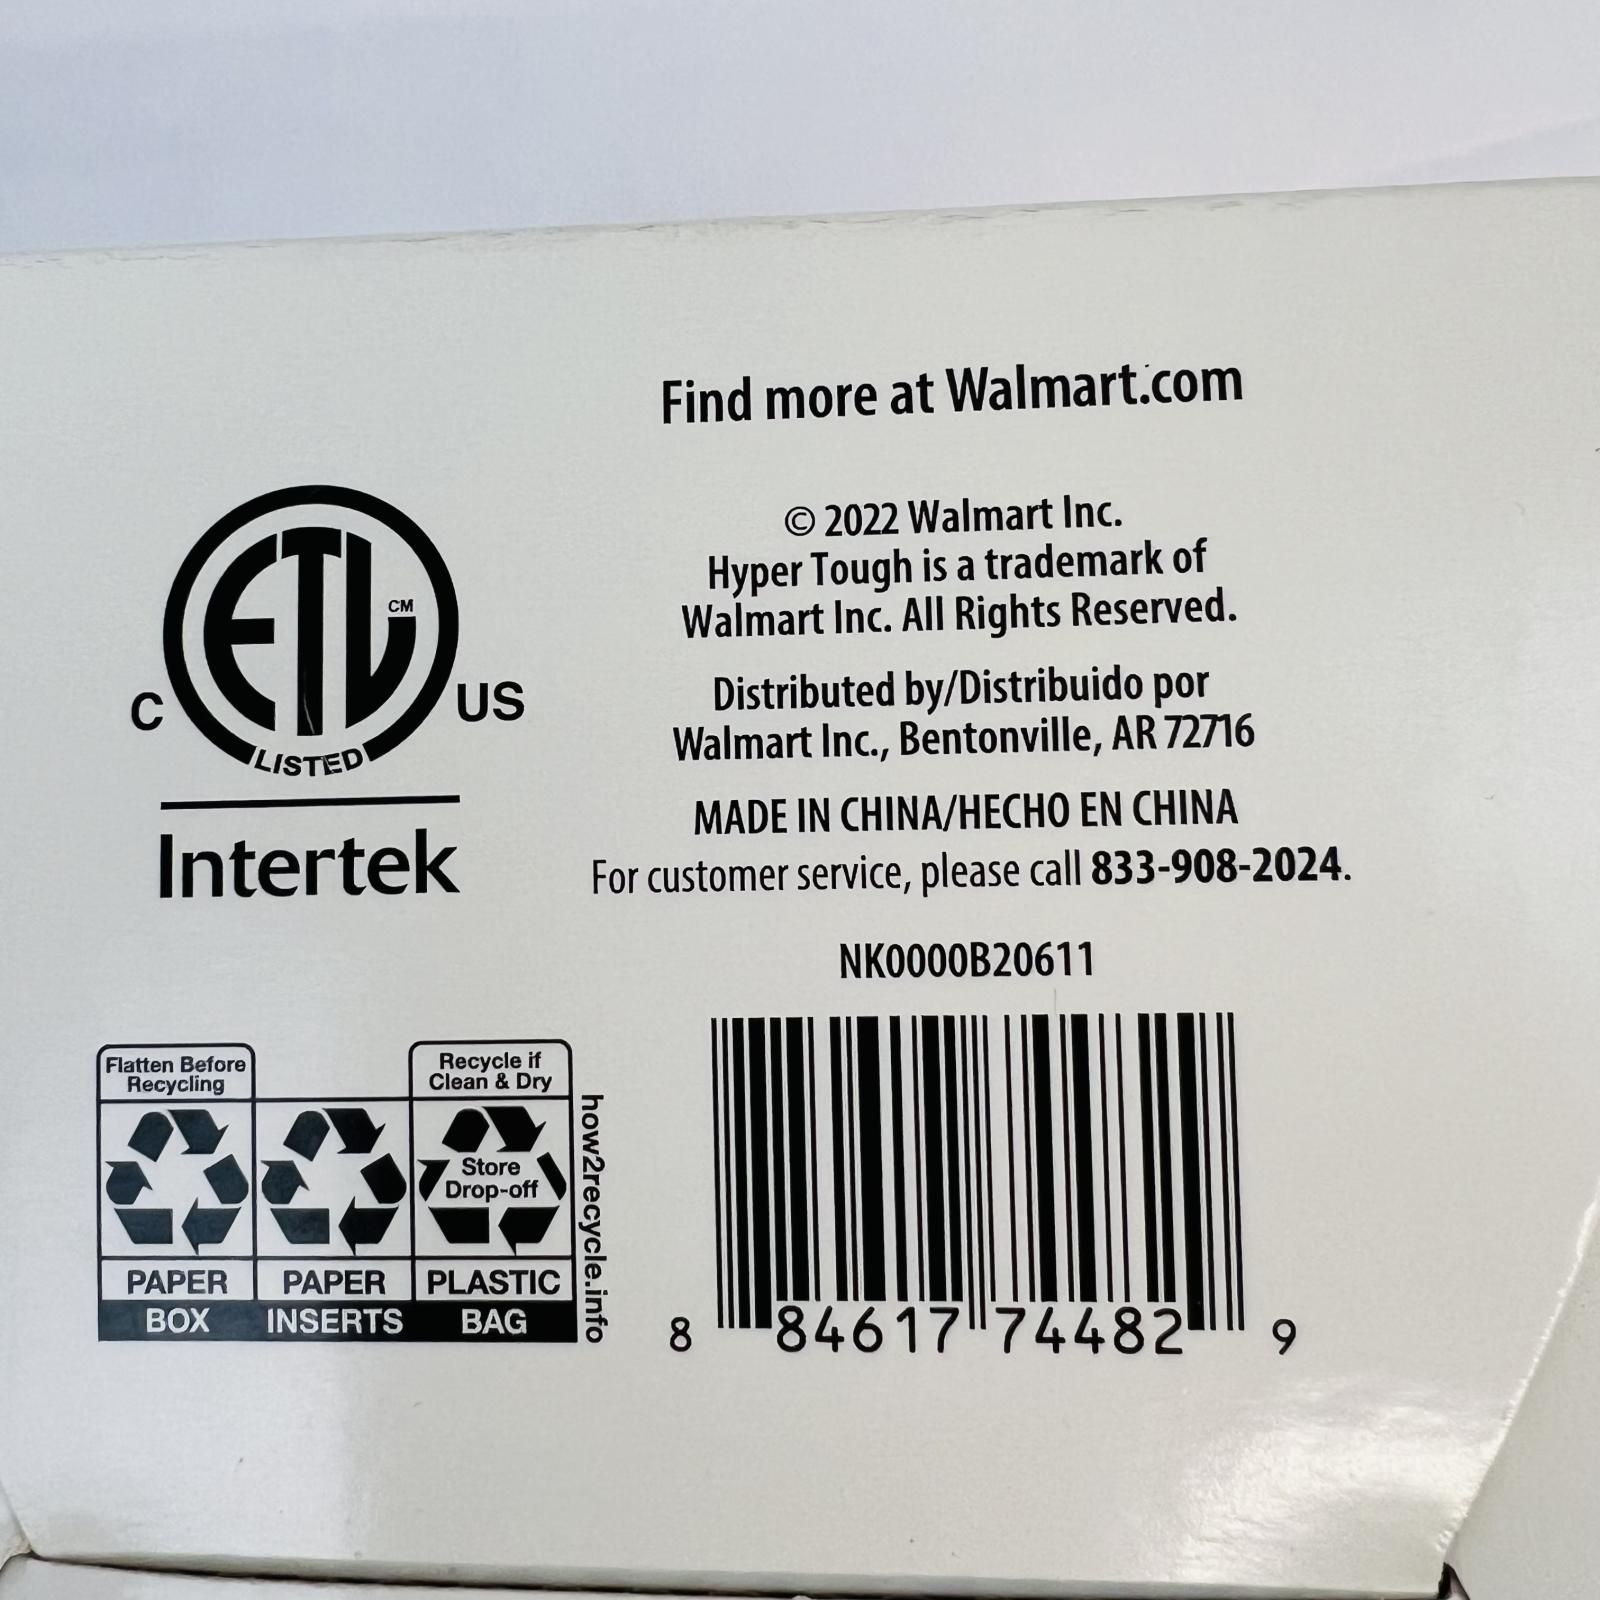 Find more at Walmart.com
© 2022 Walmart Inc.
Hyper Tough is a trademark of
Walmart Inc. All Rights Reserved.
Distributed by/Distribuido por
Walmart Inc., Bentonville, AR 72716
MADE IN CHINA/HECHO EN CHINA
For customer service, please call 833-908-2024.
NK0000B20611
8 84617 74482 9
ETL CM
C US
LISTED
Intertek
Flatten Before
Recycling
PAPER
BOX
PAPER
INSERTS
Recycle if
Clean & Dry
Store
Drop-off
PLASTIC
BAG
how2recycle.info